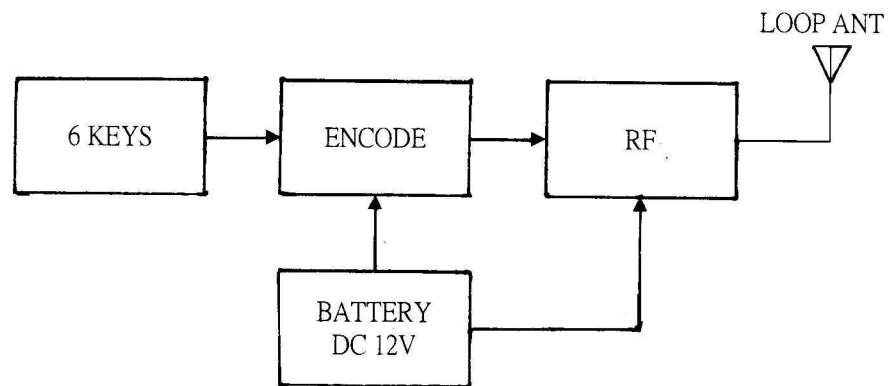 LOOP ANT
6 KEYS
ENCODE
RF
BATTERY
DC 12V